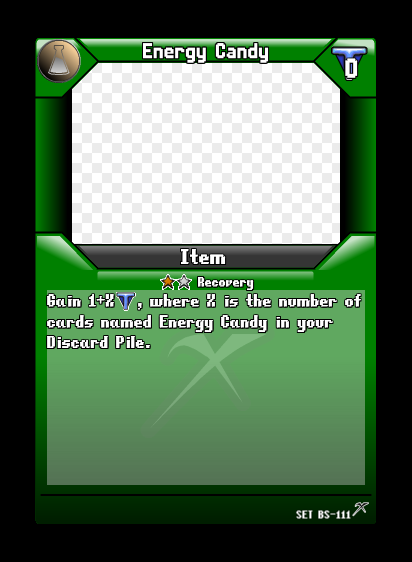 Energy Candy
0
Item
Recovery
Gain 1+X, where X is the number of
cards named Energy Candy in your
Discard Pile.
SET BS-111